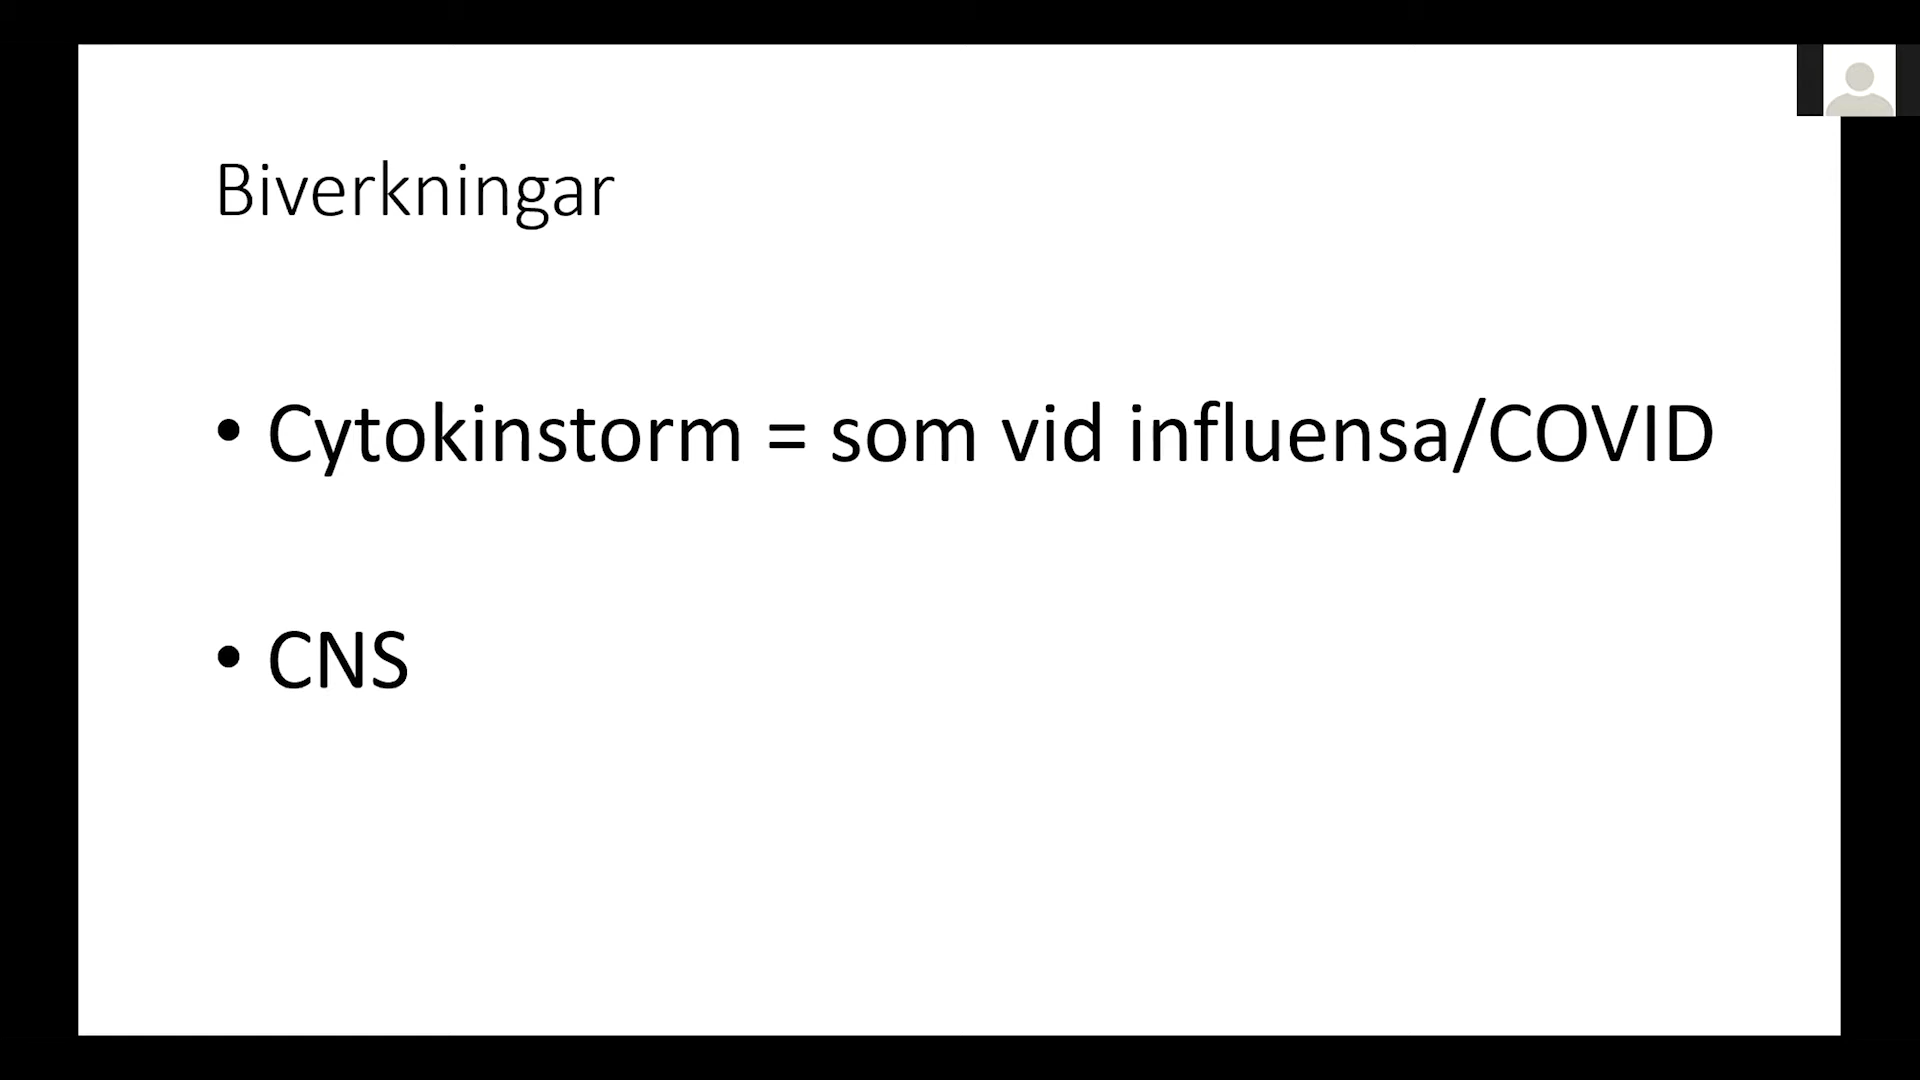 Biverkningar
• Cytokinstorm = som vid influensa/COVID
• CNS